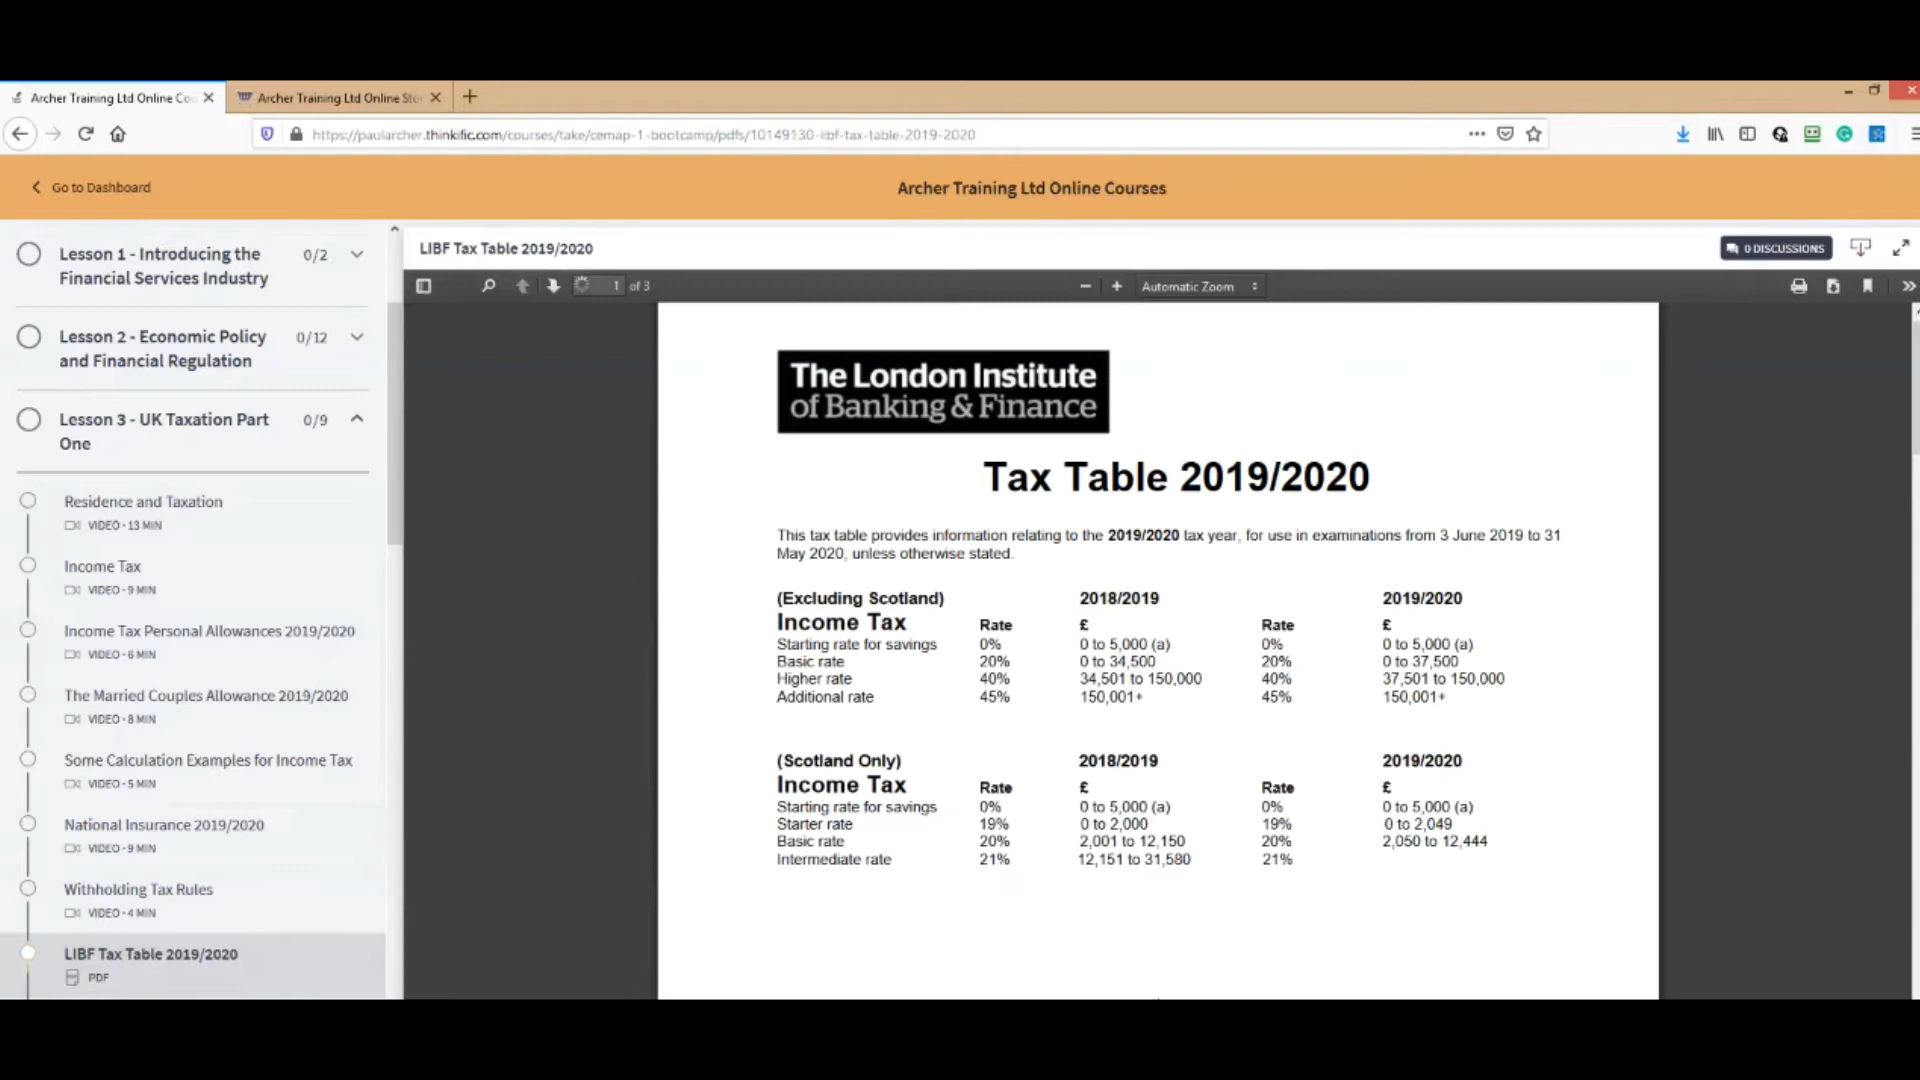 Archer Training Ltd Online Co
Archer Training Ltd Online Sto
https://paularcher.thinkific.com/courses/take/cemap-1-bootcamp/pdfs/10149130-libf-tax-table-2019-2020
Go to Dashboard
Archer Training Ltd Online Courses
Lesson 1 - Introducing the
Financial Services Industry
0/2
Lesson 2 - Economic Policy
and Financial Regulation
0/12
Lesson 3 - UK Taxation Part
One
0/9
Residence and Taxation
VIDEO · 13 MIN
Income Tax
VIDEO · 9 MIN
Income Tax Personal Allowances 2019/2020
VIDEO · 6 MIN
The Married Couples Allowance 2019/2020
VIDEO · 8 MIN
Some Calculation Examples for Income Tax
VIDEO · 5 MIN
National Insurance 2019/2020
VIDEO · 9 MIN
Withholding Tax Rules
VIDEO · 4 MIN
LIBF Tax Table 2019/2020
PDF
LIBF Tax Table 2019/2020
0 DISCUSSIONS
1 of 3
Automatic Zoom
The London Institute
of Banking & Finance
Tax Table 2019/2020
This tax table provides information relating to the 2019/2020 tax year, for use in examinations from 3 June 2019 to 31
May 2020, unless otherwise stated.
(Excluding Scotland) 2018/2019 2019/2020
Income Tax Rate £ Rate £
Starting rate for savings 0% 0 to 5,000 (a) 0% 0 to 5,000 (a)
Basic rate 20% 0 to 34,500 20% 0 to 37,500
Higher rate 40% 34,501 to 150,000 40% 37,501 to 150,000
Additional rate 45% 150,001+ 45% 150,001+
(Scotland Only) 2018/2019 2019/2020
Income Tax Rate £ Rate £
Starting rate for savings 0% 0 to 5,000 (a) 0% 0 to 5,000 (a)
Starter rate 19% 0 to 2,000 19% 0 to 2,049
Basic rate 20% 2,001 to 12,150 20% 2,050 to 12,444
Intermediate rate 21% 12,151 to 31,580 21%